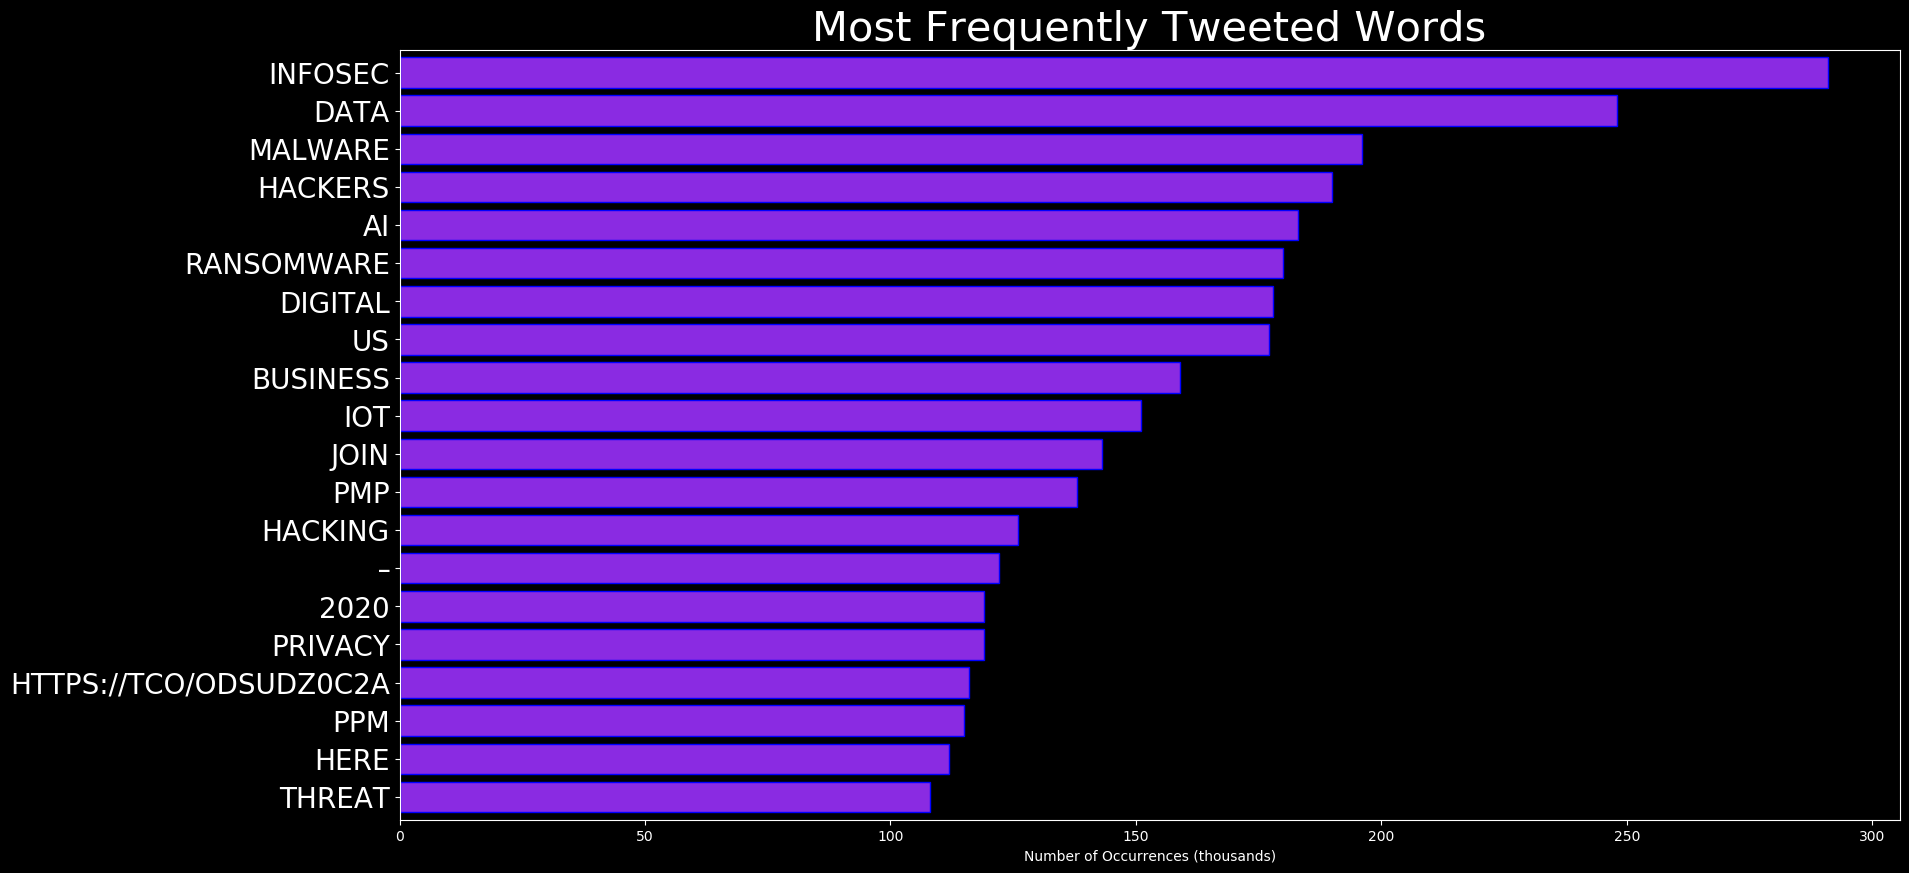 Most Frequently Tweeted Words
INFOSEC
DATA
MALWARE
HACKERS
AI
RANSOMWARE
DIGITAL
US
BUSINESS
IOT
JOIN
PMP
HACKING
–
2020
PRIVACY
HTTPS://TCO/ODSUDZ0C2A
PPM
HERE
THREAT
0 50 100 150 200 250 300
Number of Occurrences (thousands)